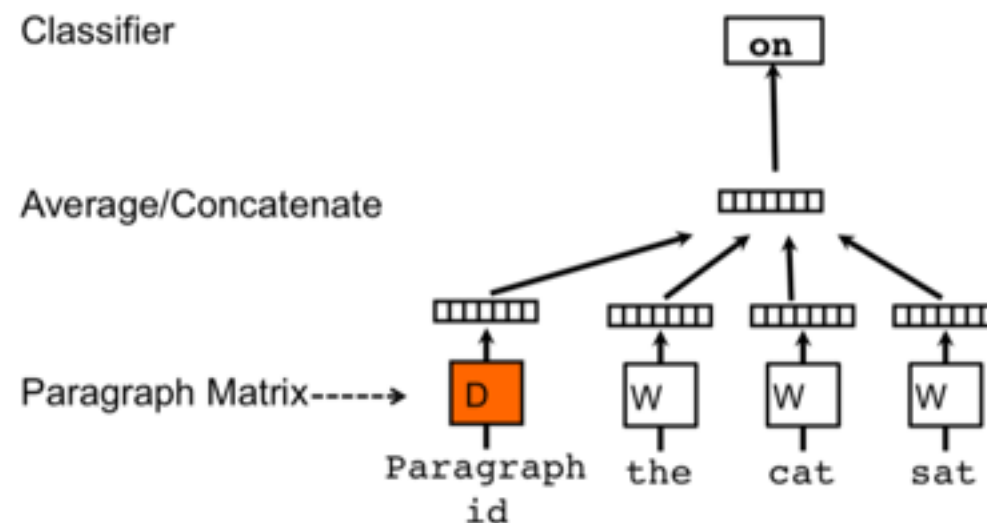 Classifier
on
Average/Concatenate
Paragraph Matrix
D
W
W
W
Paragraph id
the
cat
sat